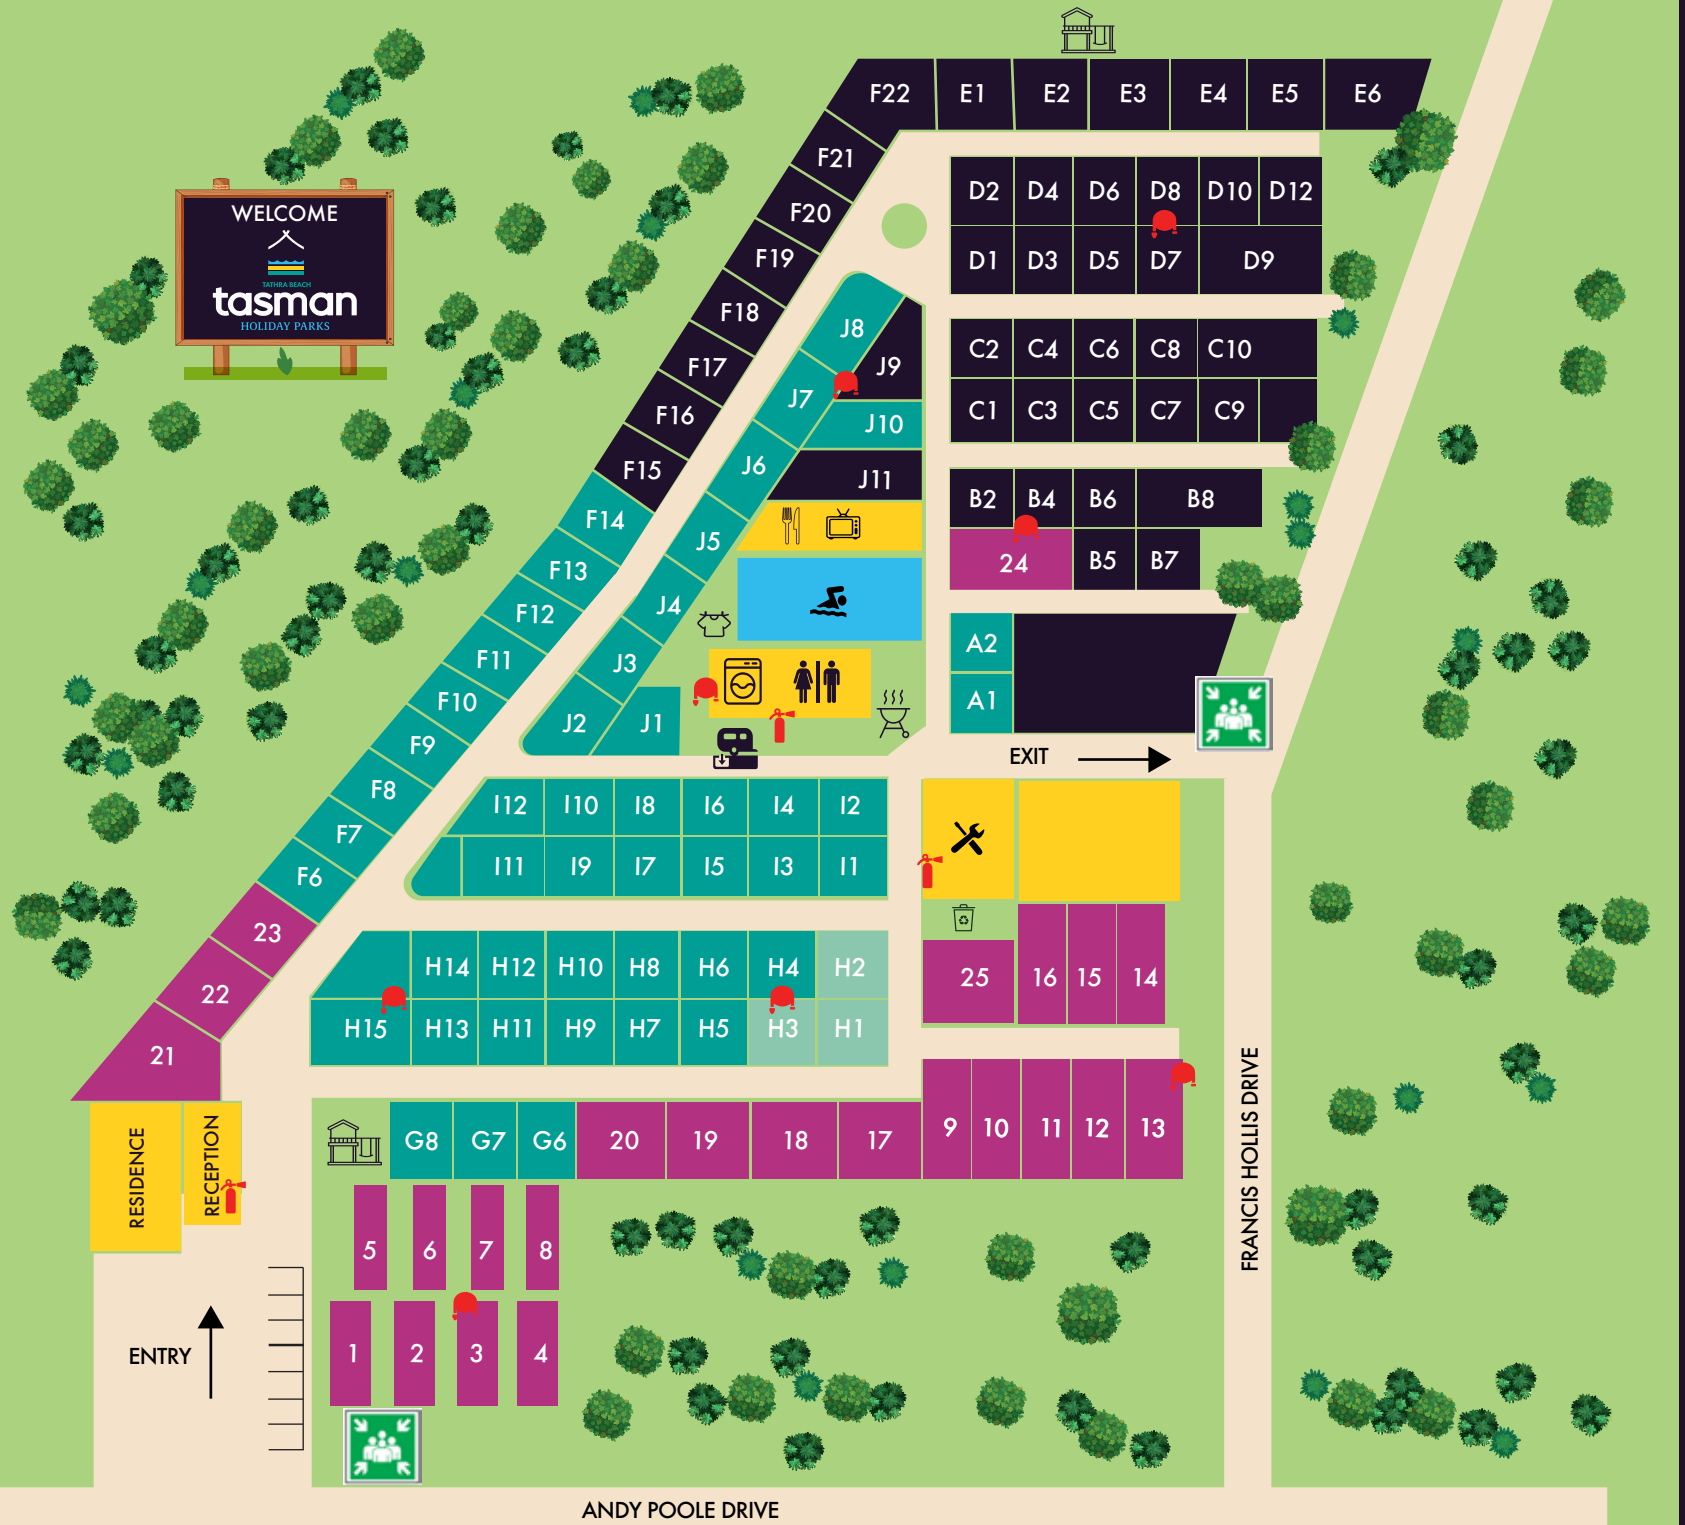 F22 E1 E2 E3 E4 E5 E6
F21
F20
F19
F18
F17
F16
F15
F14
F13
F12
F11
F10
F9
F8
F7
F6
23
22
21
WELCOME
TATHRA BEACH
tasman
HOLIDAY PARKS
D2 D4 D6 D8 D10 D12
D1 D3 D5 D7 D9
C2 C4 C6 C8 C10
C1 C3 C5 C7 C9
B2 B4 B6 B8
24 B5 B7
A2
A1
J8
J9
J7
J10
J6
J11
J5
J4
J3
J2 J1
EXIT
I12 I10 I8 I6 I4 I2
I11 I9 I7 I5 I3 I1
H14 H12 H10 H8 H6 H4 H2
H15 H13 H11 H9 H7 H5 H3 H1
25 16 15 14
9 10 11 12 13
G8 G7 G6 20 19 18 17
RESIDENCE
RECEPTION
5 6 7 8
1 2 3 4
ENTRY
FRANCIS HOLLIS DRIVE
ANDY POOLE DRIVE